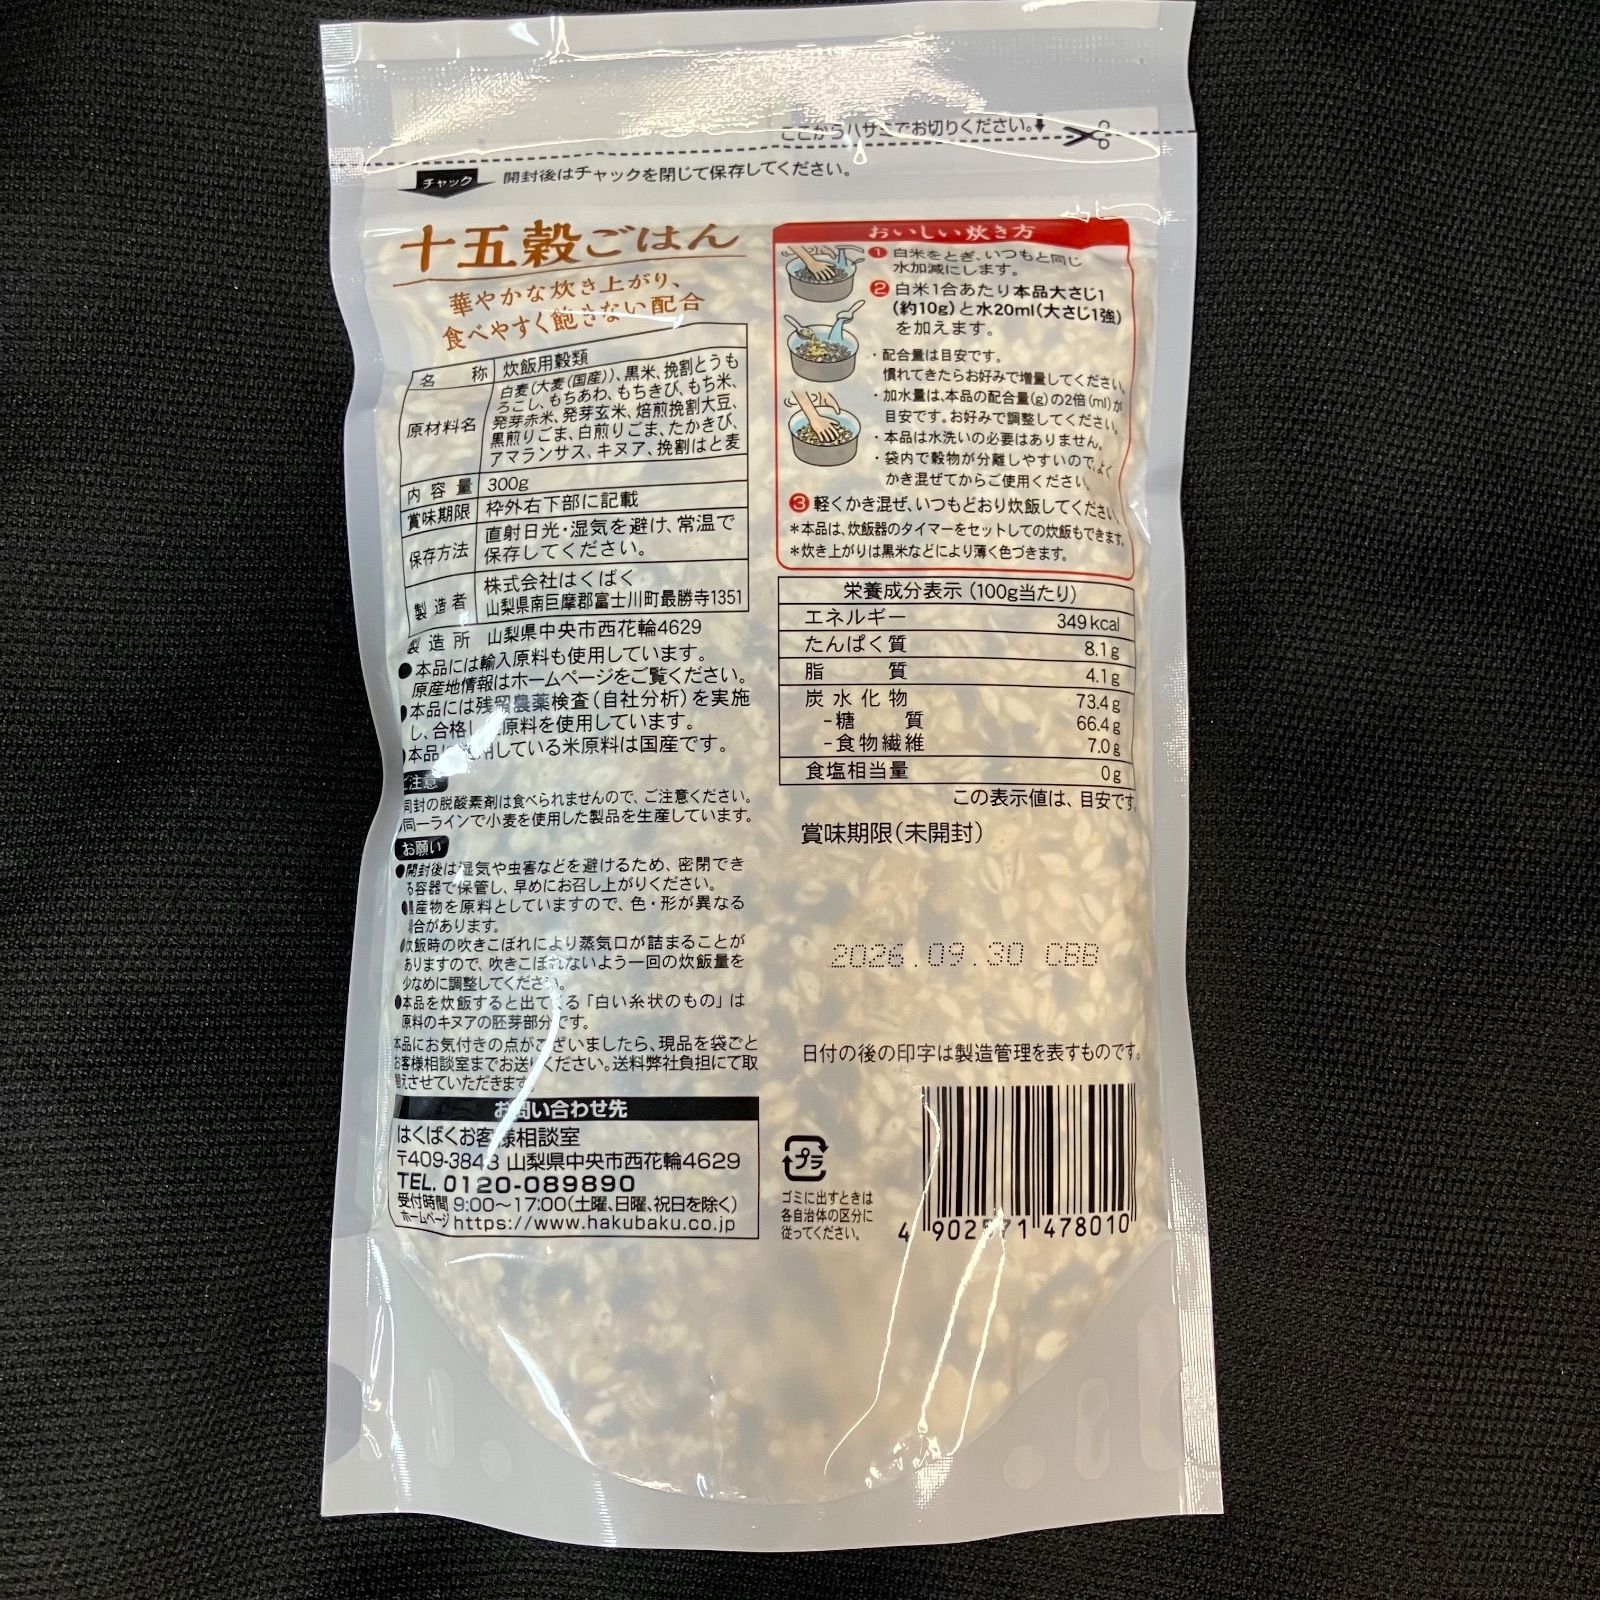 ここからハサミでお切りください。
チャック 開封後はチャックを閉じて保存してください。
十五穀ごはん
華やかな炊き上がり、
食べやすく飽きない配合
名称 炊飯用穀類
原材料名 白麦(大麦(国産))、黒米、挽割とうも
ろこし、もちあわ、もちきび、もち米、
発芽赤米、発芽玄米、焙煎挽割大豆、
黒煎りごま、白煎りごま、たかきび、
アマランサス、キヌア、挽割はと麦
内容量 300g
賞味期限 枠外右下部に記載
保存方法 直射日光・湿気を避け、常温で
保存してください。
製造者 株式会社はくばく
山梨県南巨摩郡富士川町最勝寺1351
製造所 山梨県中央市西花輪4629
●本品には輸入原料も使用しています。
原産地情報はホームページをご覧ください。
●本品には残留農薬検査(自社分析)を実施
し、合格し 原料を使用しています。
●本品 用している米原料は国産です。
ご注意
同封の脱酸素剤は食べられませんので、ご注意ください。
同一ラインで小麦を使用した製品を生産しています。
お願い
●開封後は湿気や虫害などを避けるため、密閉でき
る容器で保管し、早めにお召し上がりください。
●産物を原料としていますので、色・形が異なる
場合があります。
●炊飯時の吹きこぼれにより蒸気口が詰まることが
ありますので、吹きこぼれないよう一回の炊飯量を
少なめに調整してください。
●本品を炊飯すると出てくる「白い糸状のもの」は
原料のキヌアの胚芽部分です。
本品にお気付きの点がございましたら、現品を袋ごと
お客様相談室までお送りください。送料弊社負担にて取
替えさせていただきます。
お問い合わせ先
はくばくお客様相談室
〒409-3843 山梨県中央市西花輪4629
TEL. 0120-089890
受付時間 9:00〜17:00(土曜、日曜、祝日を除く)
ホームページ https://www.hakubaku.co.jp
おいしい炊き方
❶ 白米をとぎ、いつもと同じ
水加減にします。
❷ 白米1合あたり本品大さじ1
(約10g)と水20ml(大さじ1強)
を加えます。
・配合量は目安です。
慣れてきたらお好みで増量してください。
・加水量は、本品の配合量(g)の2倍(ml)が
目安です。お好みで調整してください。
・本品は水洗いの必要はありません。
・袋内で穀物が分離しやすいので、よく
かき混ぜてからご使用ください。
❸ 軽くかき混ぜ、いつもどおり炊飯してください。
*本品は、炊飯器のタイマーをセットしての炊飯もできます。
*炊き上がりは黒米などにより薄く色づきます。
栄養成分表示(100g当たり)
エネルギー 349kcal
たんぱく質 8.1g
脂質 4.1g
炭水化物 73.4g
-糖質 66.4g
-食物繊維 7.0g
食塩相当量 0g
この表示値は、目安です。
賞味期限(未開封)
2026.09.30 CBB
日付の後の印字は製造管理を表すものです。
プラ
ゴミに出すときは
各自治体の区分に
従ってください。
4 902571 478010